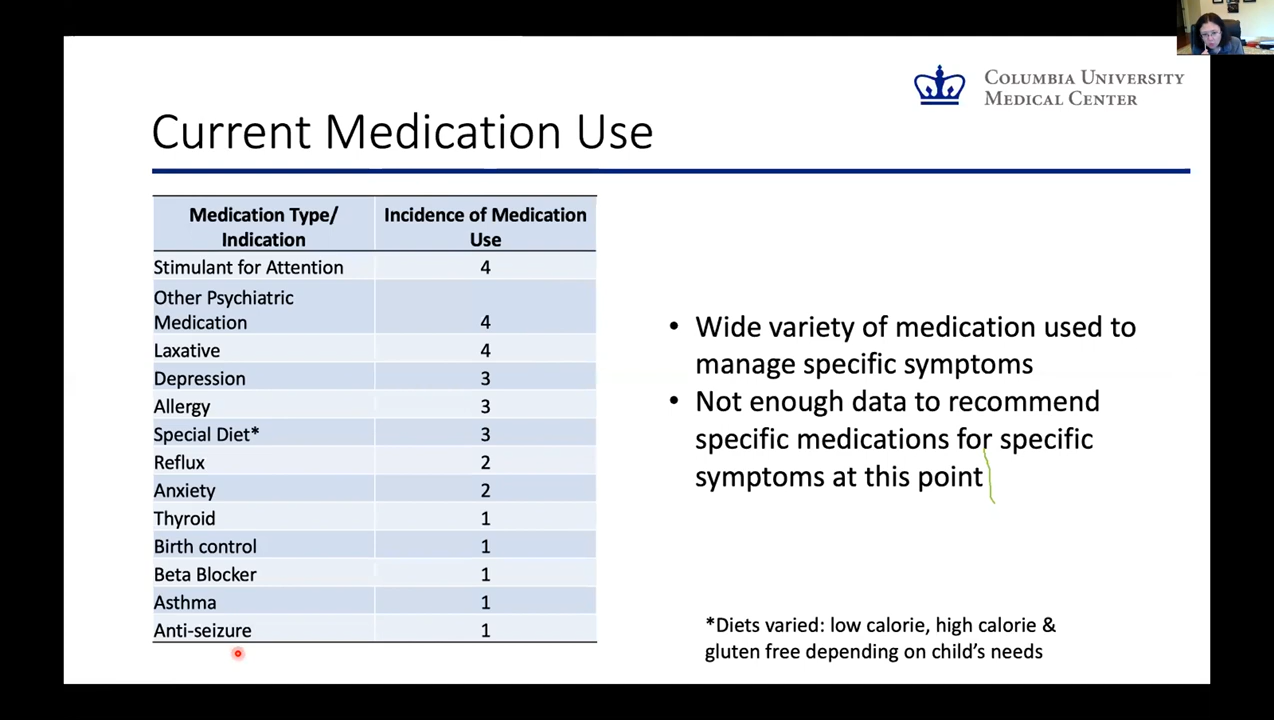 COLUMBIA UNIVERSITY
MEDICAL CENTER
Current Medication Use
Medication Type/
Indication
Incidence of Medication
Use
Stimulant for Attention 4
Other Psychiatric
Medication 4
Laxative 4
Depression 3
Allergy 3
Special Diet* 3
Reflux 2
Anxiety 2
Thyroid 1
Birth control 1
Beta Blocker 1
Asthma 1
Anti-seizure 1
• Wide variety of medication used to
manage specific symptoms
• Not enough data to recommend
specific medications for specific
symptoms at this point
*Diets varied: low calorie, high calorie &
gluten free depending on child's needs